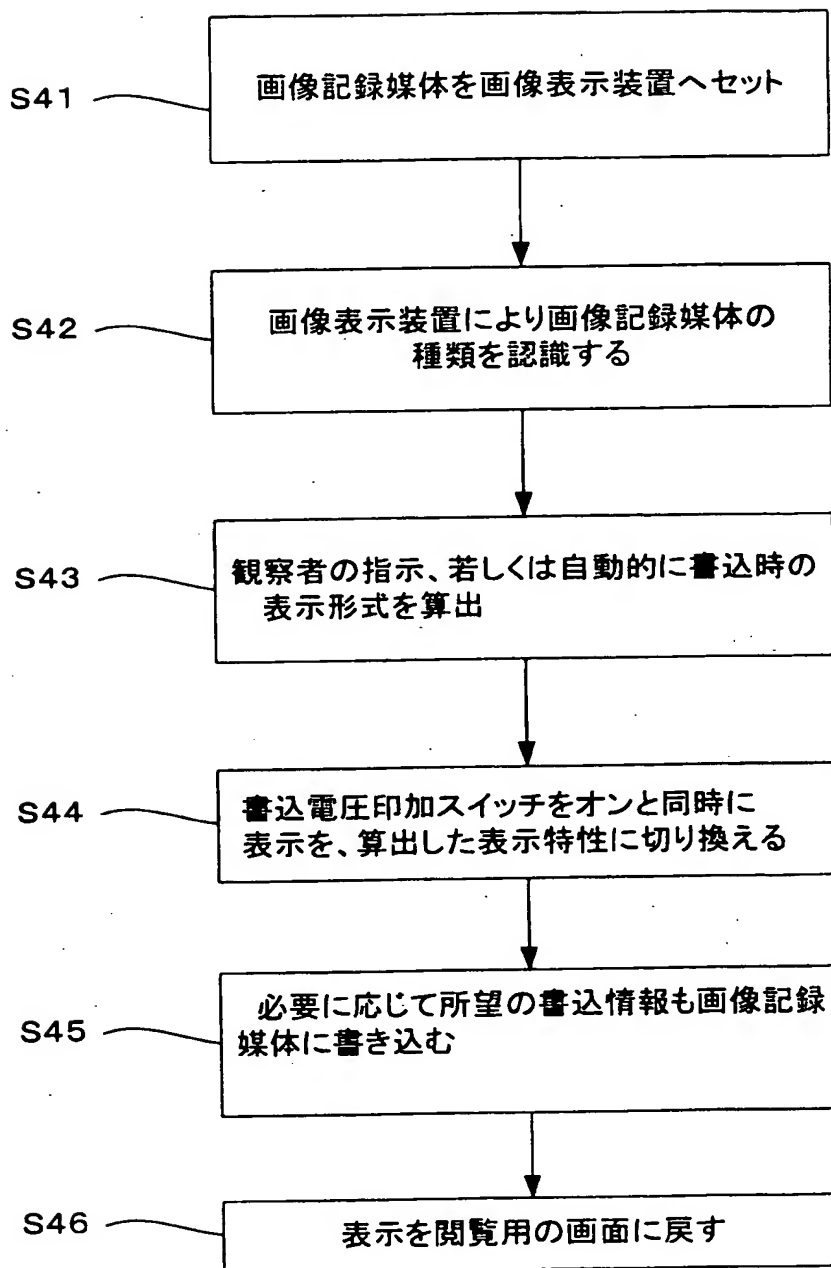 S41
画像記録媒体を画像表示装置へセット
S42
画像表示装置により画像記録媒体の
種類を認識する
S43
観察者の指示、若しくは自動的に書込時の
表示形式を算出
S44
書込電圧印加スイッチをオンと同時に
表示を、算出した表示特性に切り換える
S45
必要に応じて所望の書込情報も画像記録
媒体に書き込む
S46
表示を閲覧用の画面に戻す